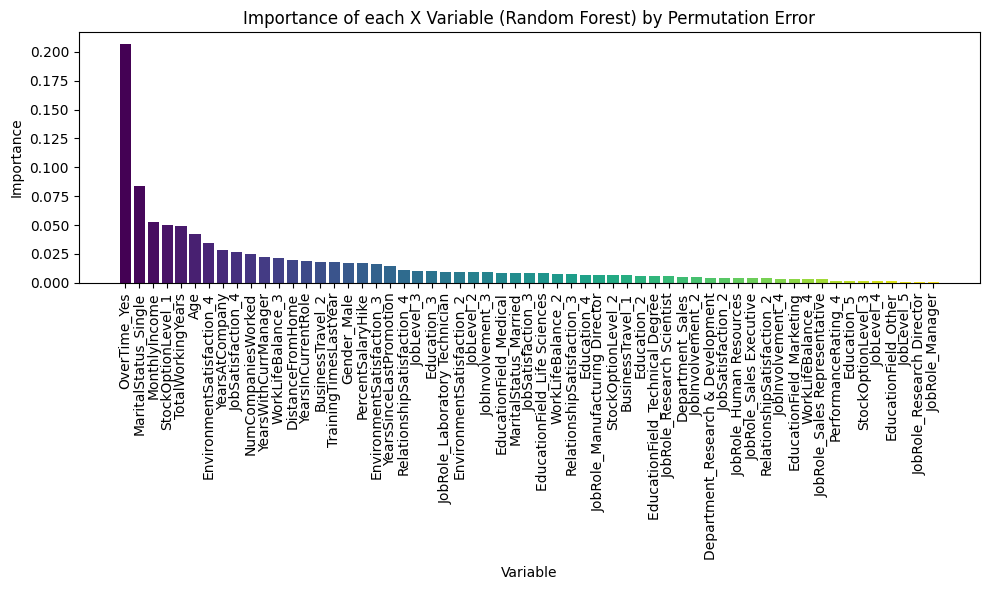 Importance of each X Variable (Random Forest) by Permutation Error
Importance
0.200
0.175
0.150
0.125
0.100
0.075
0.050
0.025
0.000
OverTime_Yes
MaritalStatus_Single
MonthlyIncome
StockOptionLevel_1
TotalWorkingYears
Age
EnvironmentSatisfaction_4
YearsAtCompany
JobSatisfaction_4
NumCompaniesWorked
YearsWithCurrManager
WorkLifeBalance_3
DistanceFromHome
YearsInCurrentRole
BusinessTravel_2
TrainingTimesLastYear
Gender_Male
PercentSalaryHike
EnvironmentSatisfaction_3
YearsSinceLastPromotion
RelationshipSatisfaction_4
JobLevel_3
Education_3
JobRole_Laboratory Technician
EnvironmentSatisfaction_2
JobLevel_2
JobInvolvement_3
EducationField_Medical
MaritalStatus_Married
JobSatisfaction_3
EducationField_Life Sciences
WorkLifeBalance_2
RelationshipSatisfaction_3
Education_4
JobRole_Manufacturing Director
StockOptionLevel_2
BusinessTravel_1
Education_2
EducationField_Technical Degree
JobRole_Research Scientist
Department_Sales
JobInvolvement_2
Department_Research & Development
JobSatisfaction_2
JobRole_Human Resources
JobRole_Sales Executive
RelationshipSatisfaction_2
JobInvolvement_4
EducationField_Marketing
WorkLifeBalance_4
JobRole_Sales Representative
PerformanceRating_4
Education_5
StockOptionLevel_3
JobLevel_4
EducationField_Other
JobLevel_5
JobRole_Research Director
JobRole_Manager
Variable